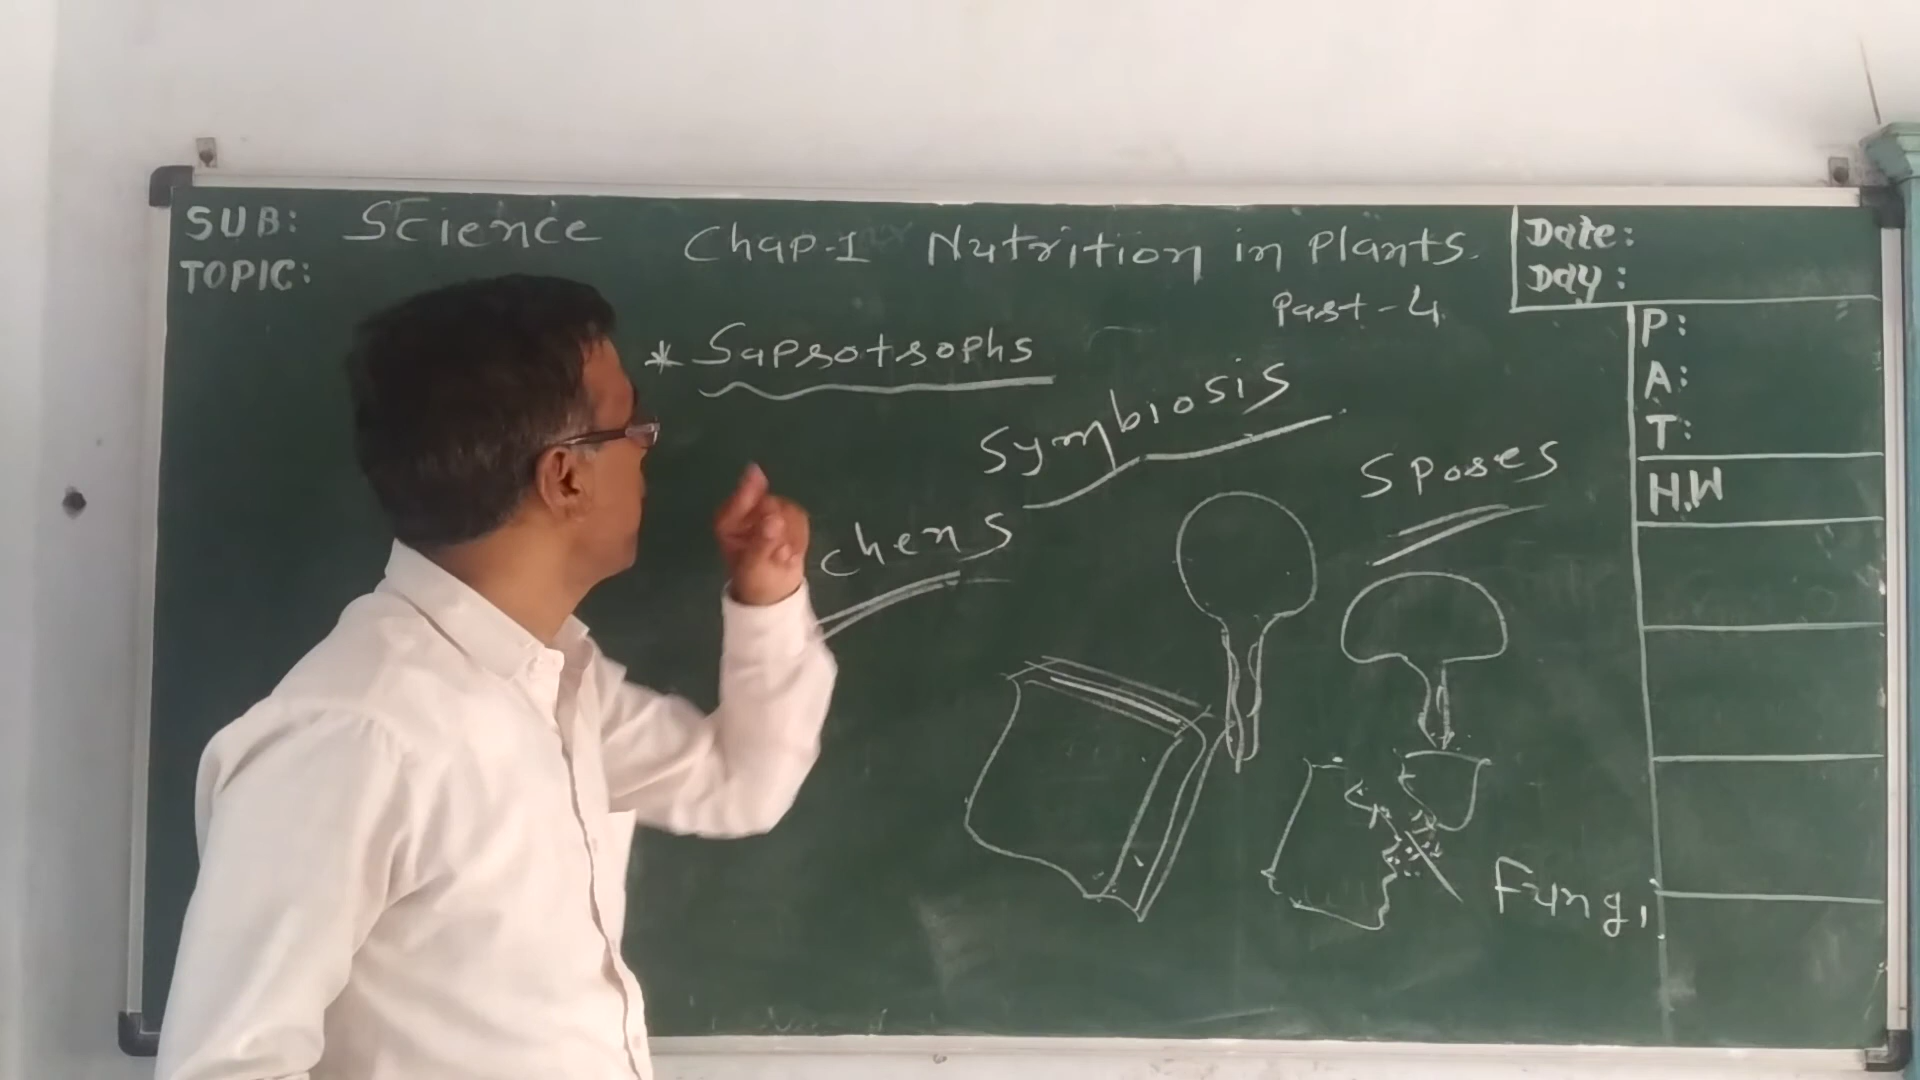 SUB: Science Chap-1 Nutrition in Plants.
TOPIC:
Part-4
Date:
Day:
* Saprotrophs
Symbiosis
Spores
chens
P:
A:
T:
H.W
Fungi